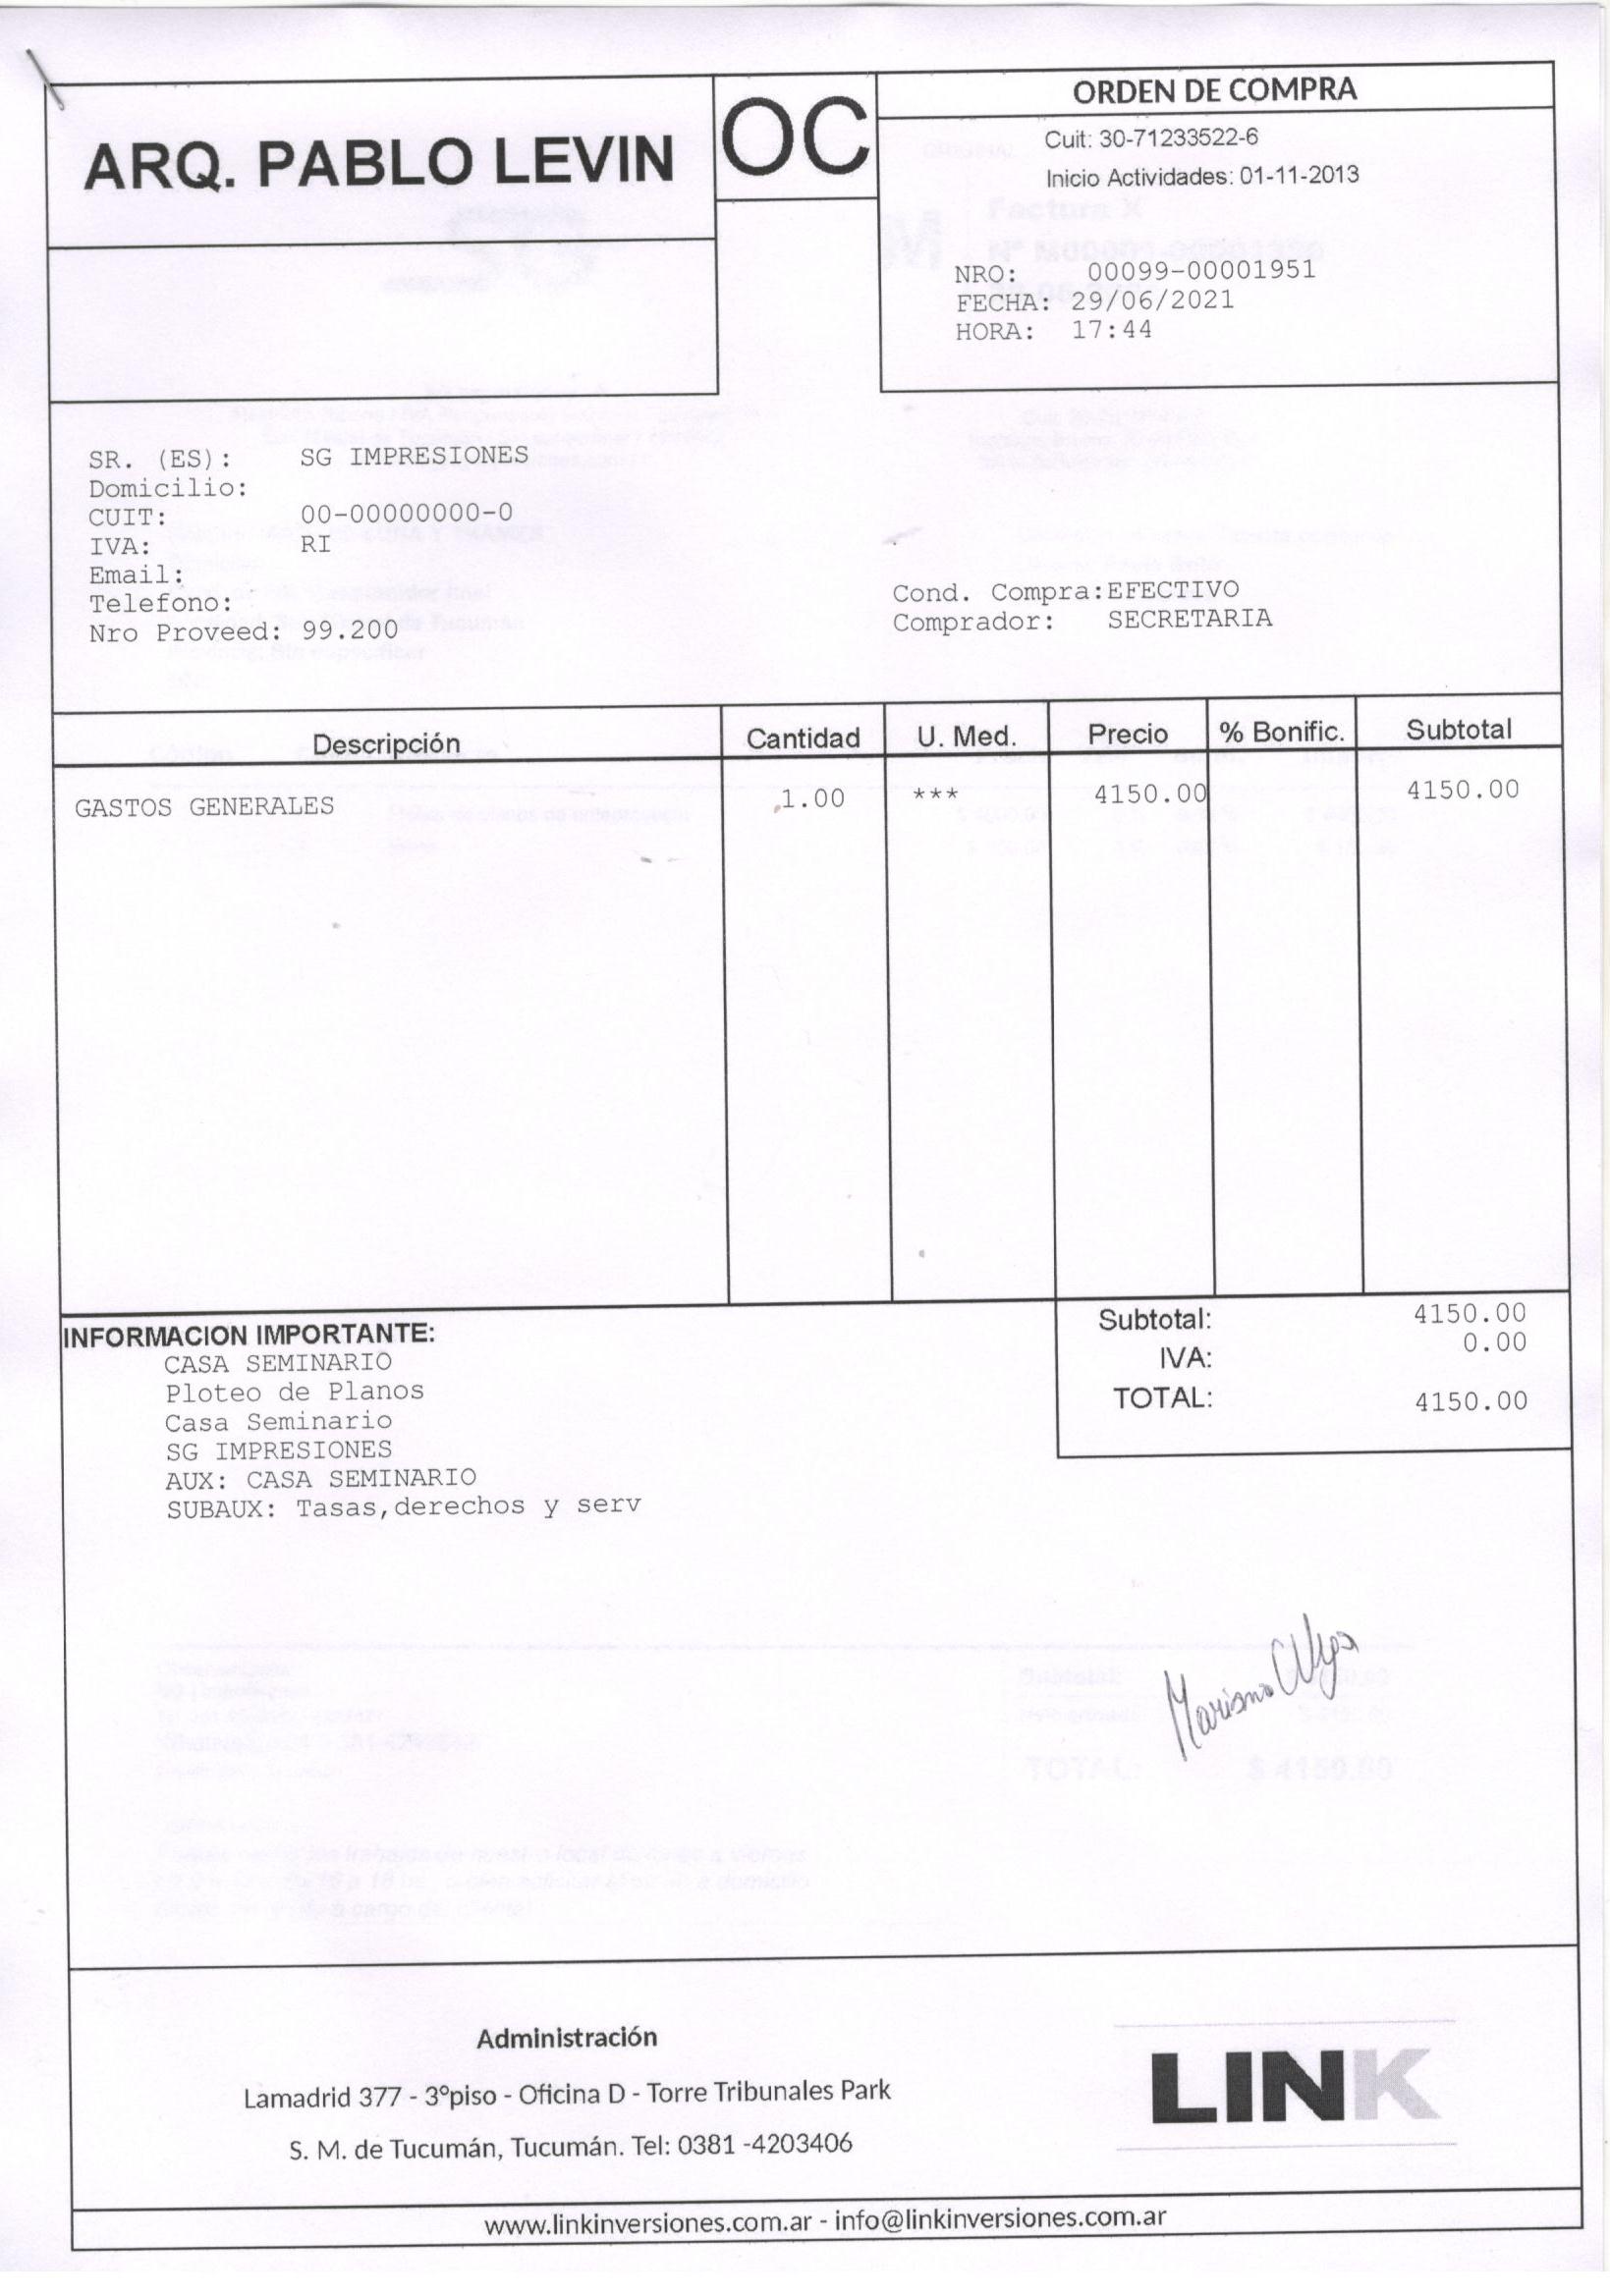 ARQ. PABLO LEVIN
OC
ORDEN DE COMPRA
Cuit: 30-71233522-6
Inicio Actividades: 01-11-2013
NRO: 00099-00001951
FECHA: 29/06/2021
HORA: 17:44
SR. (ES): SG IMPRESIONES
Domicilio:
CUIT: 00-00000000-0
IVA: RI
Email:
Telefono:
Nro Proveed: 99.200
Cond. Compra:EFECTIVO
Comprador: SECRETARIA
Descripción Cantidad U. Med. Precio % Bonific. Subtotal
GASTOS GENERALES 1.00 *** 4150.00 4150.00
Subtotal: 4150.00
IVA: 0.00
TOTAL: 4150.00
INFORMACION IMPORTANTE:
CASA SEMINARIO
Ploteo de Planos
Casa Seminario
SG IMPRESIONES
AUX: CASA SEMINARIO
SUBAUX: Tasas,derechos y serv
Administración
Lamadrid 377 - 3°piso - Oficina D - Torre Tribunales Park
S. M. de Tucumán, Tucumán. Tel: 0381 -4203406
LINK
www.linkinversiones.com.ar - info@linkinversiones.com.ar